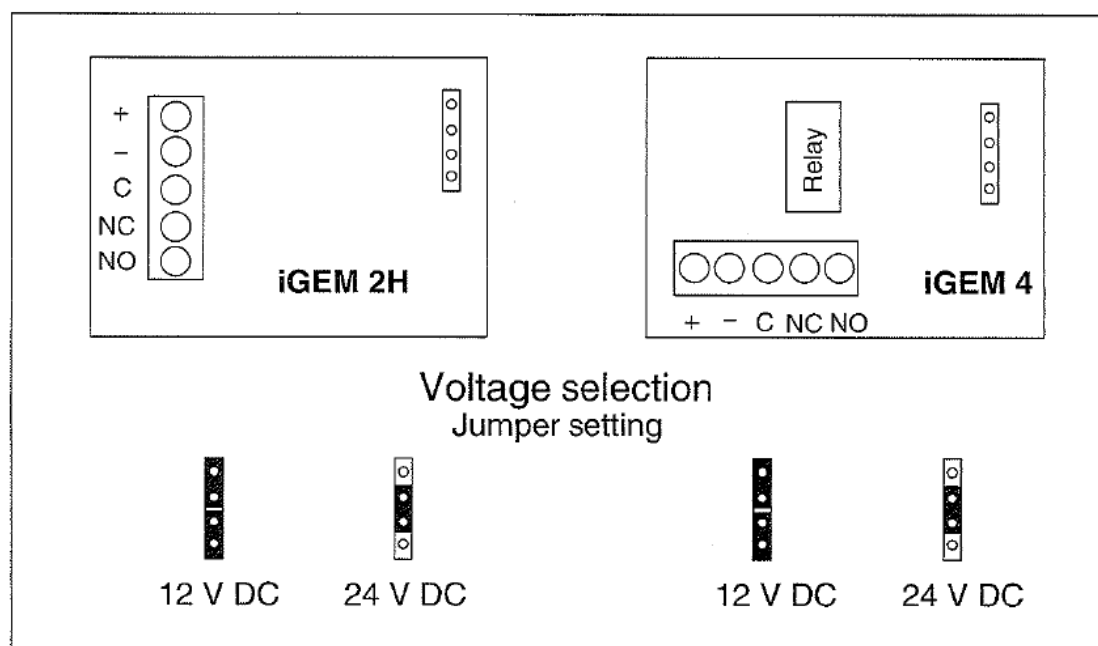 +
−
C
NC
NO
iGEM 2H
Relay
iGEM 4
+ − C NC NO
Voltage selection
Jumper setting
12 V DC 24 V DC 12 V DC 24 V DC